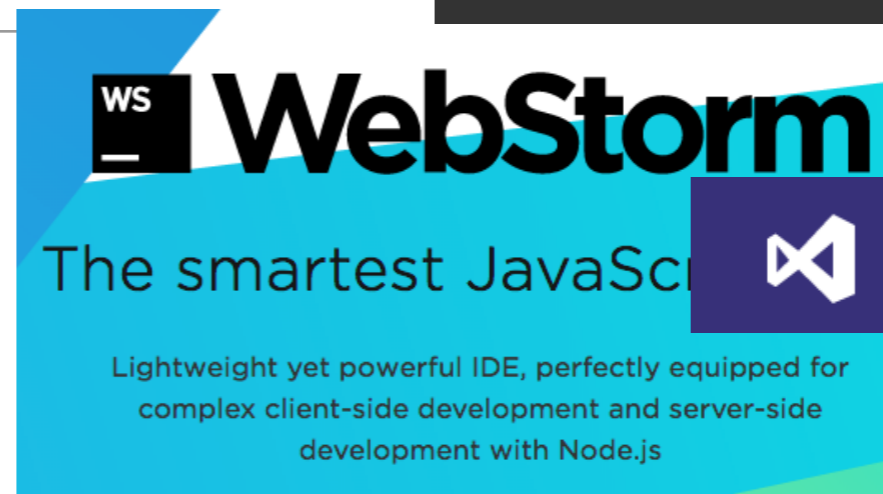 WS
WebStorm
The smartest JavaSc
Lightweight yet powerful IDE, perfectly equipped for
complex client-side development and server-side
development with Node.js